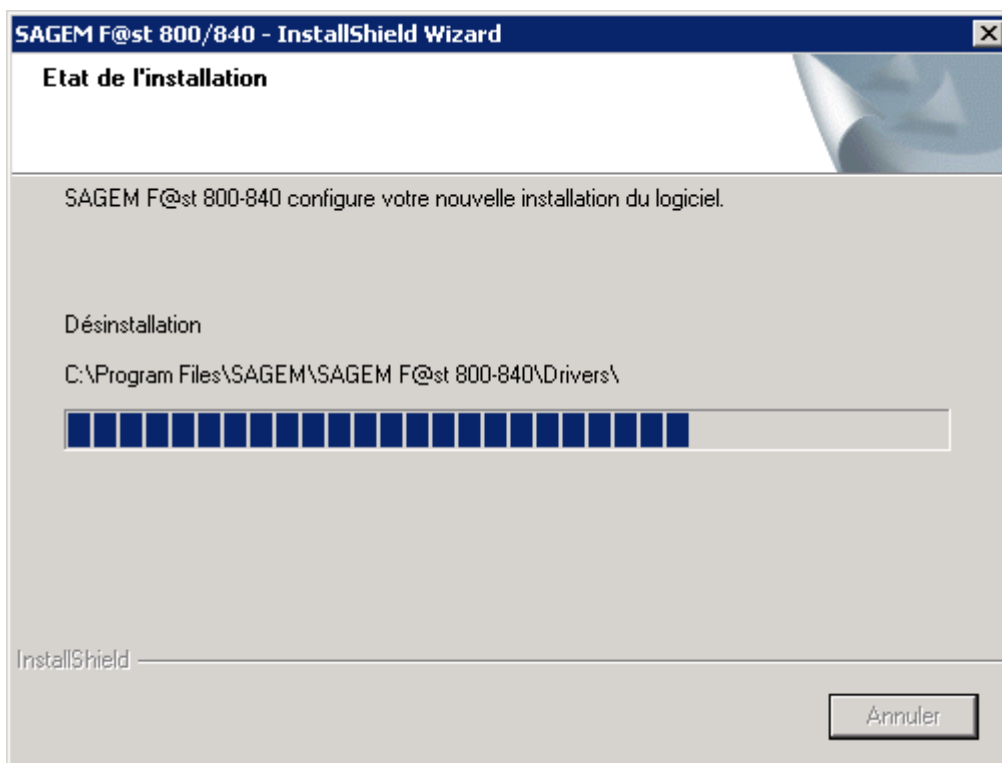 SAGEM F@st 800/840 - InstallShield Wizard
Etat de l'installation
SAGEM F@st 800-840 configure votre nouvelle installation du logiciel.
Désinstallation
C:\Program Files\SAGEM\SAGEM F@st 800-840\Drivers\
InstallShield
Annuler